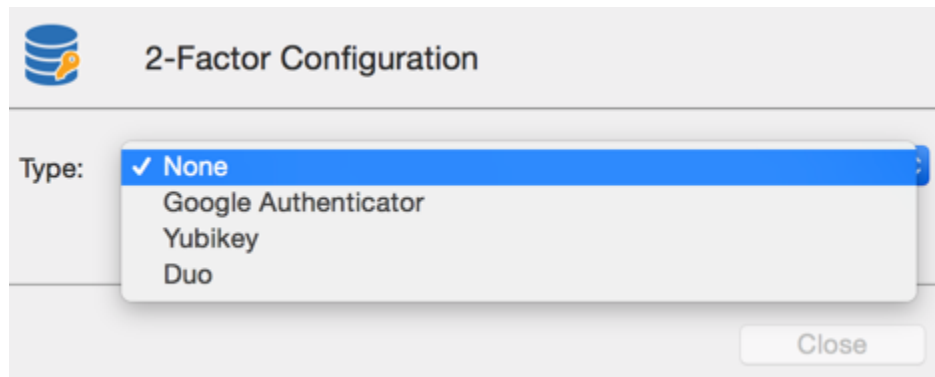 2-Factor Configuration
Type:
✓ None
Google Authenticator
Yubikey
Duo
Close